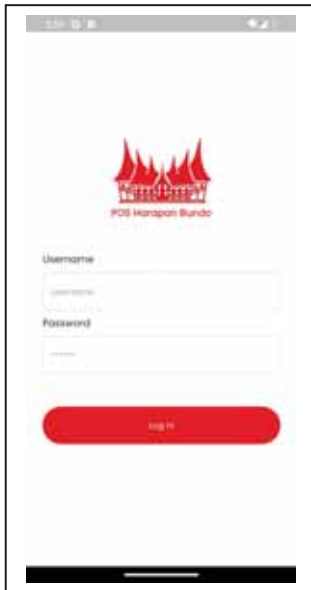 POS Harapan Bundo
Username
username
Password
Log In